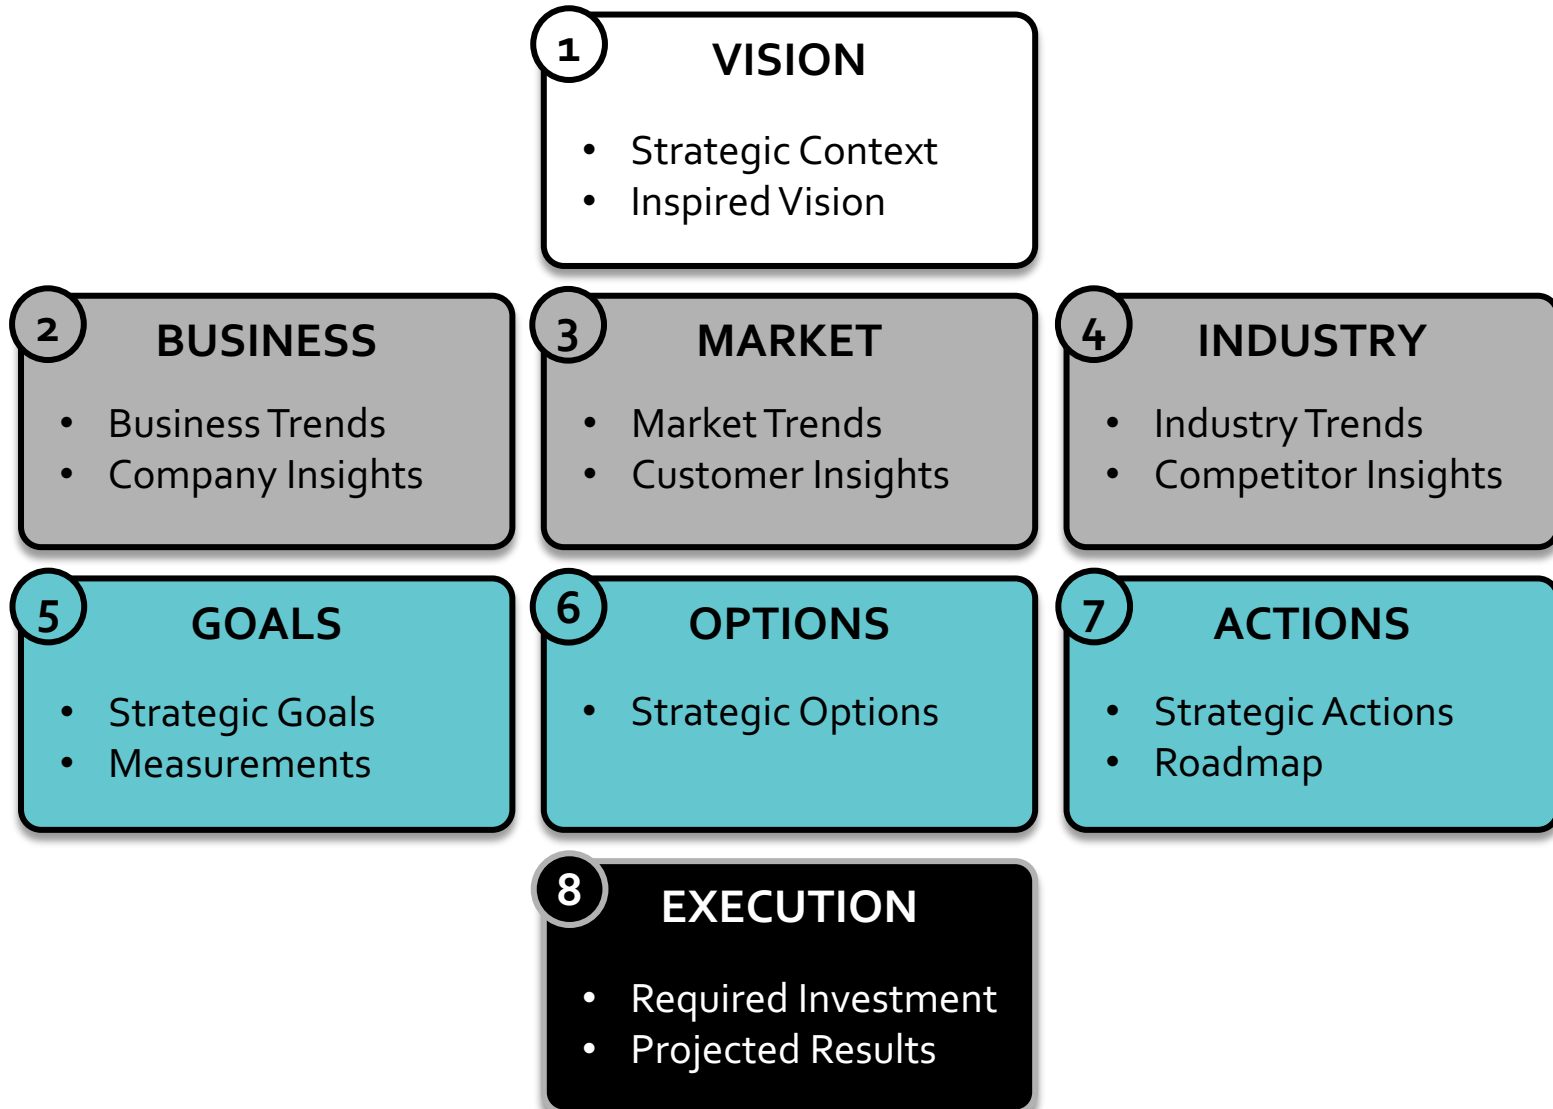 1
VISION
• Strategic Context
• Inspired Vision
2
BUSINESS
• Business Trends
• Company Insights
3
MARKET
• Market Trends
• Customer Insights
4
INDUSTRY
• Industry Trends
• Competitor Insights
5
GOALS
• Strategic Goals
• Measurements
6
OPTIONS
• Strategic Options
7
ACTIONS
• Strategic Actions
• Roadmap
8
EXECUTION
• Required Investment
• Projected Results